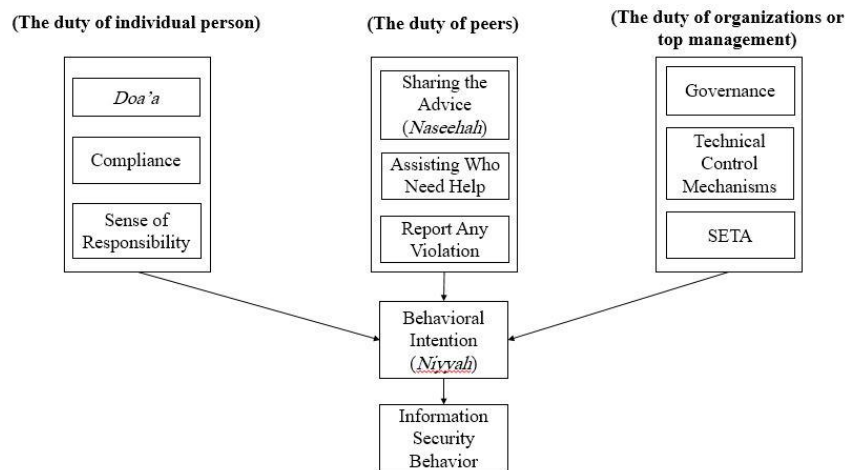 (The duty of individual person)
Doa'a
Compliance
Sense of
Responsibility
(The duty of peers)
Sharing the
Advice
(Naseehah)
Assisting Who
Need Help
Report Any
Violation
(The duty of organizations or
top management)
Governance
Technical
Control
Mechanisms
SETA
Behavioral
Intention
(Niyyah)
Information
Security
Behavior